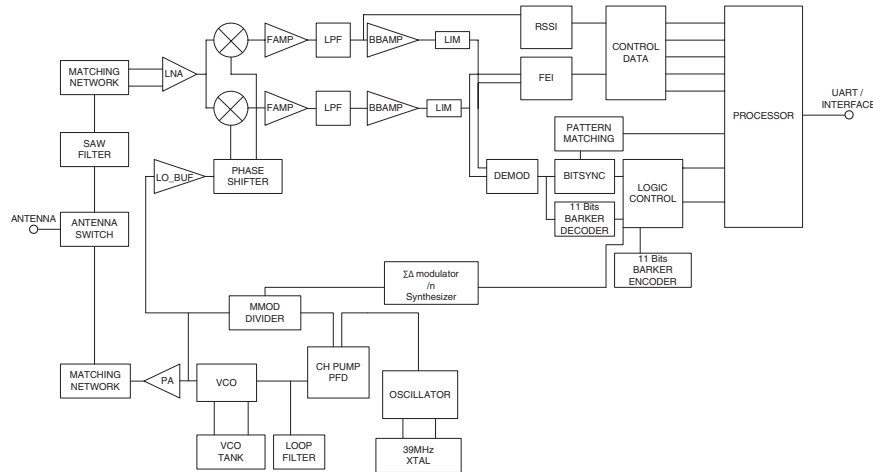 FAMP
LPF
BBAMP
LIM
RSSI
CONTROL
DATA
PROCESSOR
UART /
INTERFACE
MATCHING
NETWORK
LNA
FEI
FAMP
LPF
BBAMP
LIM
SAW
FILTER
PATTERN
MATCHING
LO_BUF
PHASE
SHIFTER
DEMOD
BITSYNC
LOGIC
CONTROL
ANTENNA
ANTENNA
SWITCH
11 Bits
BARKER
DECODER
11 Bits
BARKER
ENCODER
ΣΔ modulator
/n
Synthesizer
MMOD
DIVIDER
MATCHING
NETWORK
PA
VCO
CH PUMP
PFD
OSCILLATOR
VCO
TANK
LOOP
FILTER
39MHz
XTAL